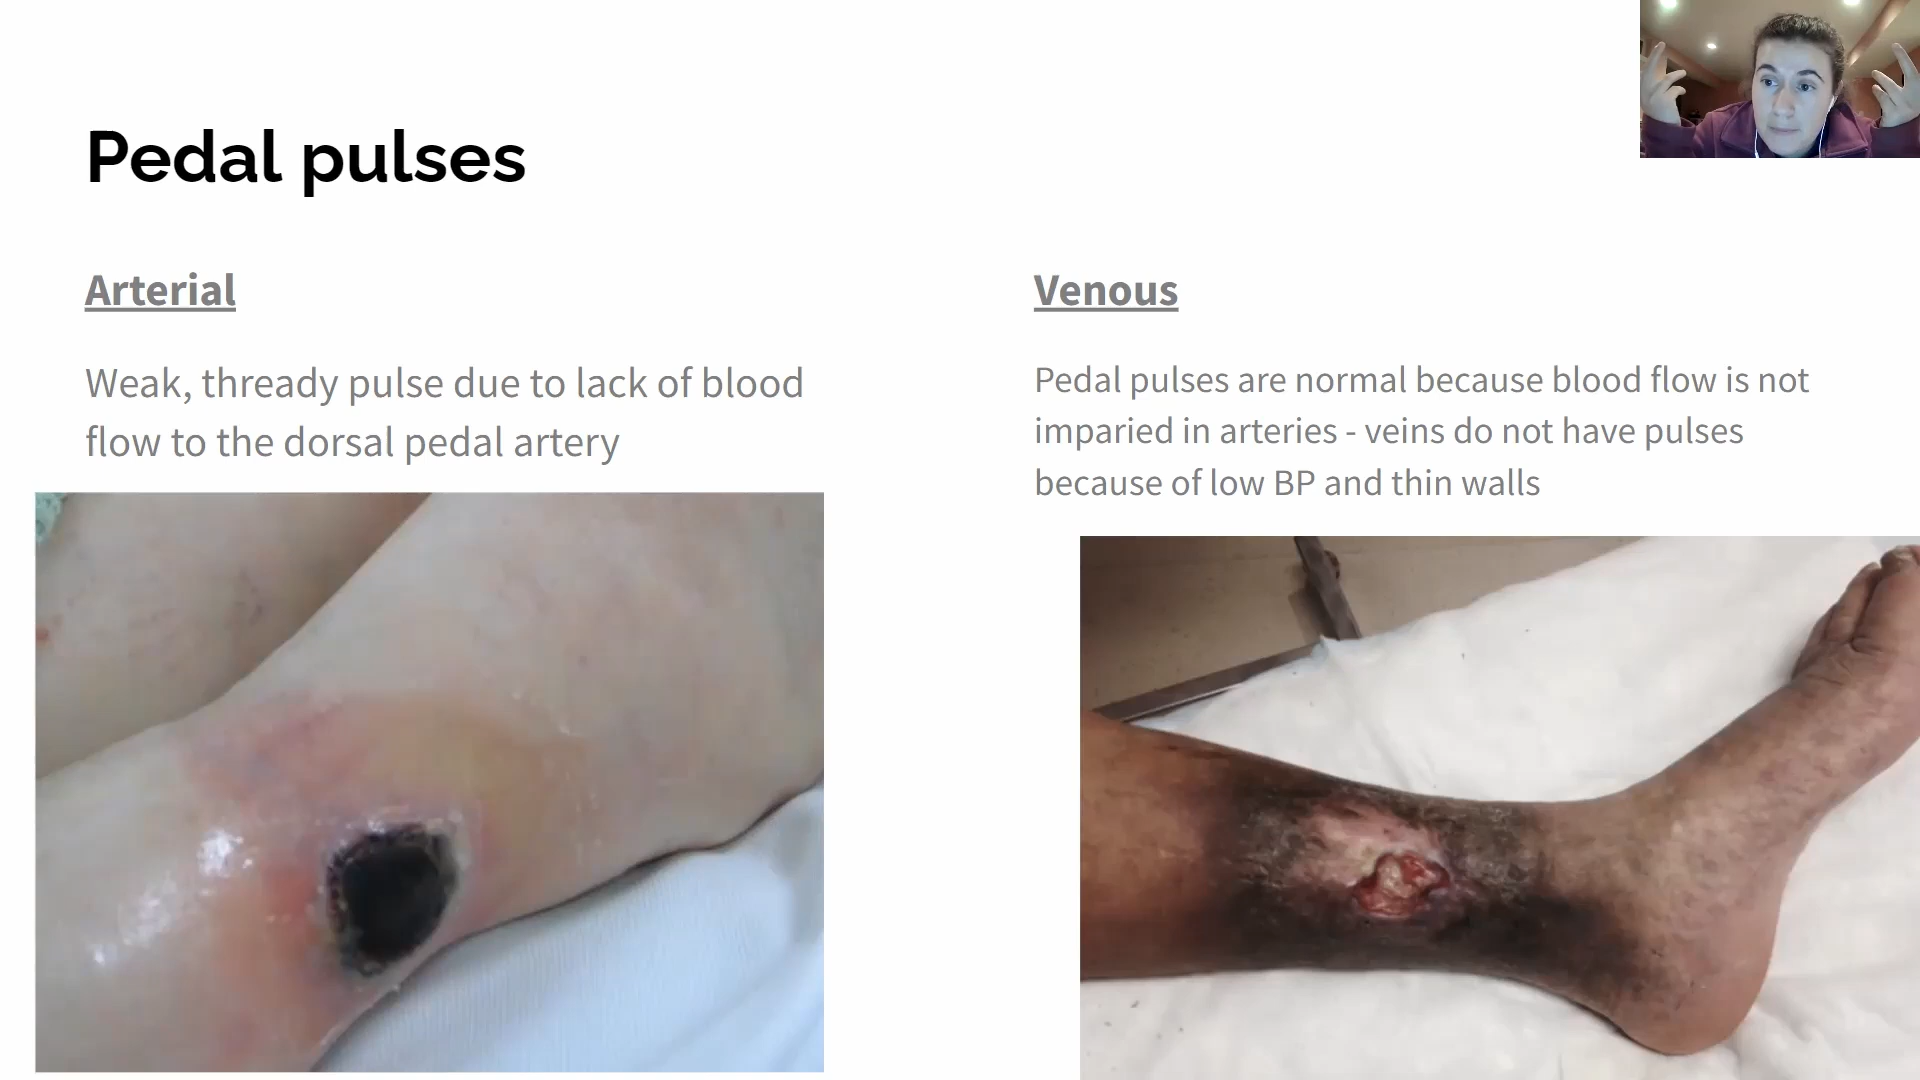 Pedal pulses
Arterial
Weak, thready pulse due to lack of blood
flow to the dorsal pedal artery
Venous
Pedal pulses are normal because blood flow is not
imparied in arteries - veins do not have pulses
because of low BP and thin walls